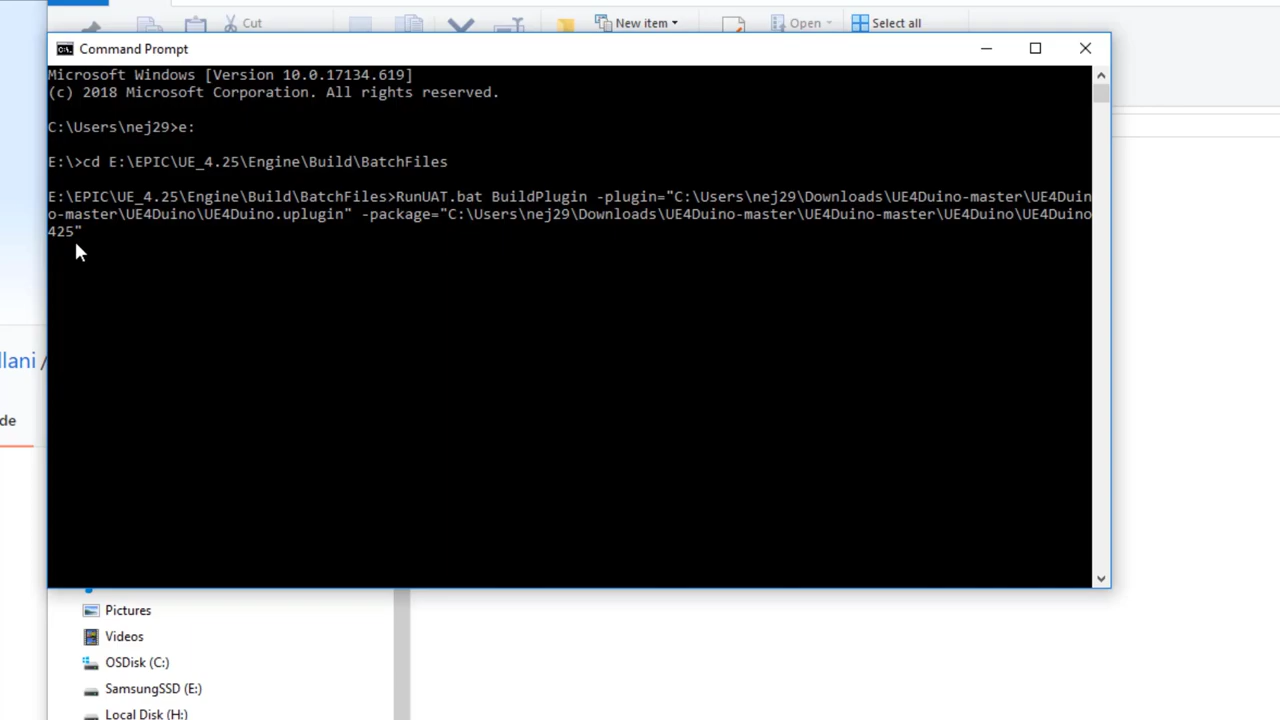 Cut
New item
Open
Select all
Command Prompt
Microsoft Windows [Version 10.0.17134.619]
(c) 2018 Microsoft Corporation. All rights reserved.
C:\Users\nej29>e:
E:\>cd E:\EPIC\UE_4.25\Engine\Build\BatchFiles
E:\EPIC\UE_4.25\Engine\Build\BatchFiles>RunUAT.bat BuildPlugin -plugin="C:\Users\nej29\Downloads\UE4Duino-master\UE4Duin
o-master\UE4Duino\UE4Duino.uplugin" -package="C:\Users\nej29\Downloads\UE4Duino-master\UE4Duino-master\UE4Duino\UE4Duino
425"
llani /
de
Pictures
Videos
OSDisk (C:)
SamsungSSD (E:)
Local Disk (H:)